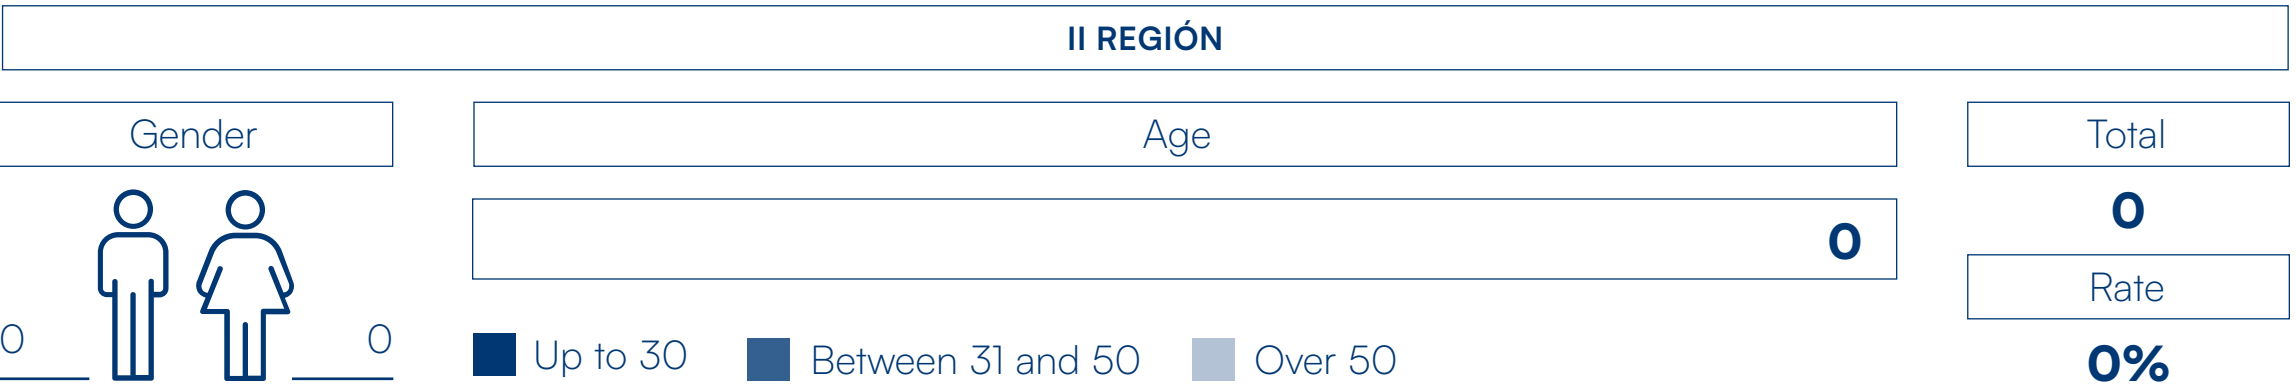 II REGIÓN
Gender
Age
Total
0
0
0
0
Rate
Up to 30
Between 31 and 50
Over 50
0%